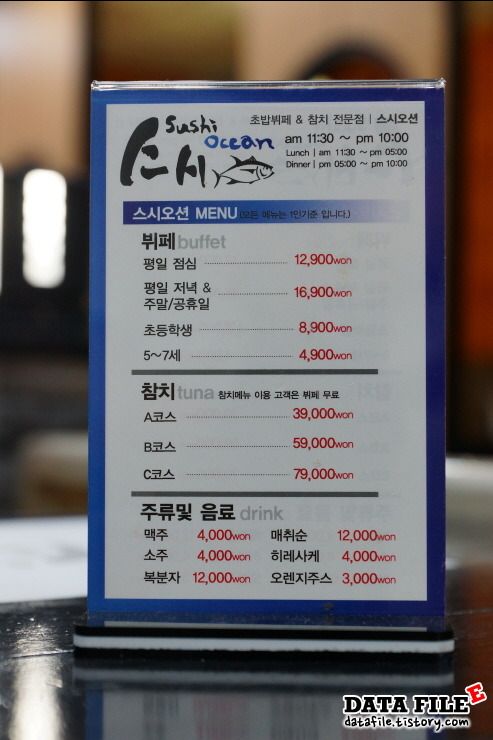 Sushi ocean
스시
초밥뷔페 & 참치 전문점 | 스시오션
am 11:30 ~ pm 10:00
Lunch | am 11:30 ~ pm 05:00
Dinner | pm 05:00 ~ pm 10:00
스시오션 MENU (모든 메뉴는 1인기준 입니다.)
뷔페 buffet
평일 점심 12,900won
평일 저녁 &
주말/공휴일 16,900won
초등학생 8,900won
5~7세 4,900won
참치 tuna 참치메뉴 이용 고객은 뷔페 무료
A코스 39,000won
B코스 59,000won
C코스 79,000won
주류및 음료 drink
맥주 4,000won 매취순 12,000won
소주 4,000won 히레사케 4,000won
복분자 12,000won 오렌지주스 3,000won
DATA FILE E
datafile.tistory.com